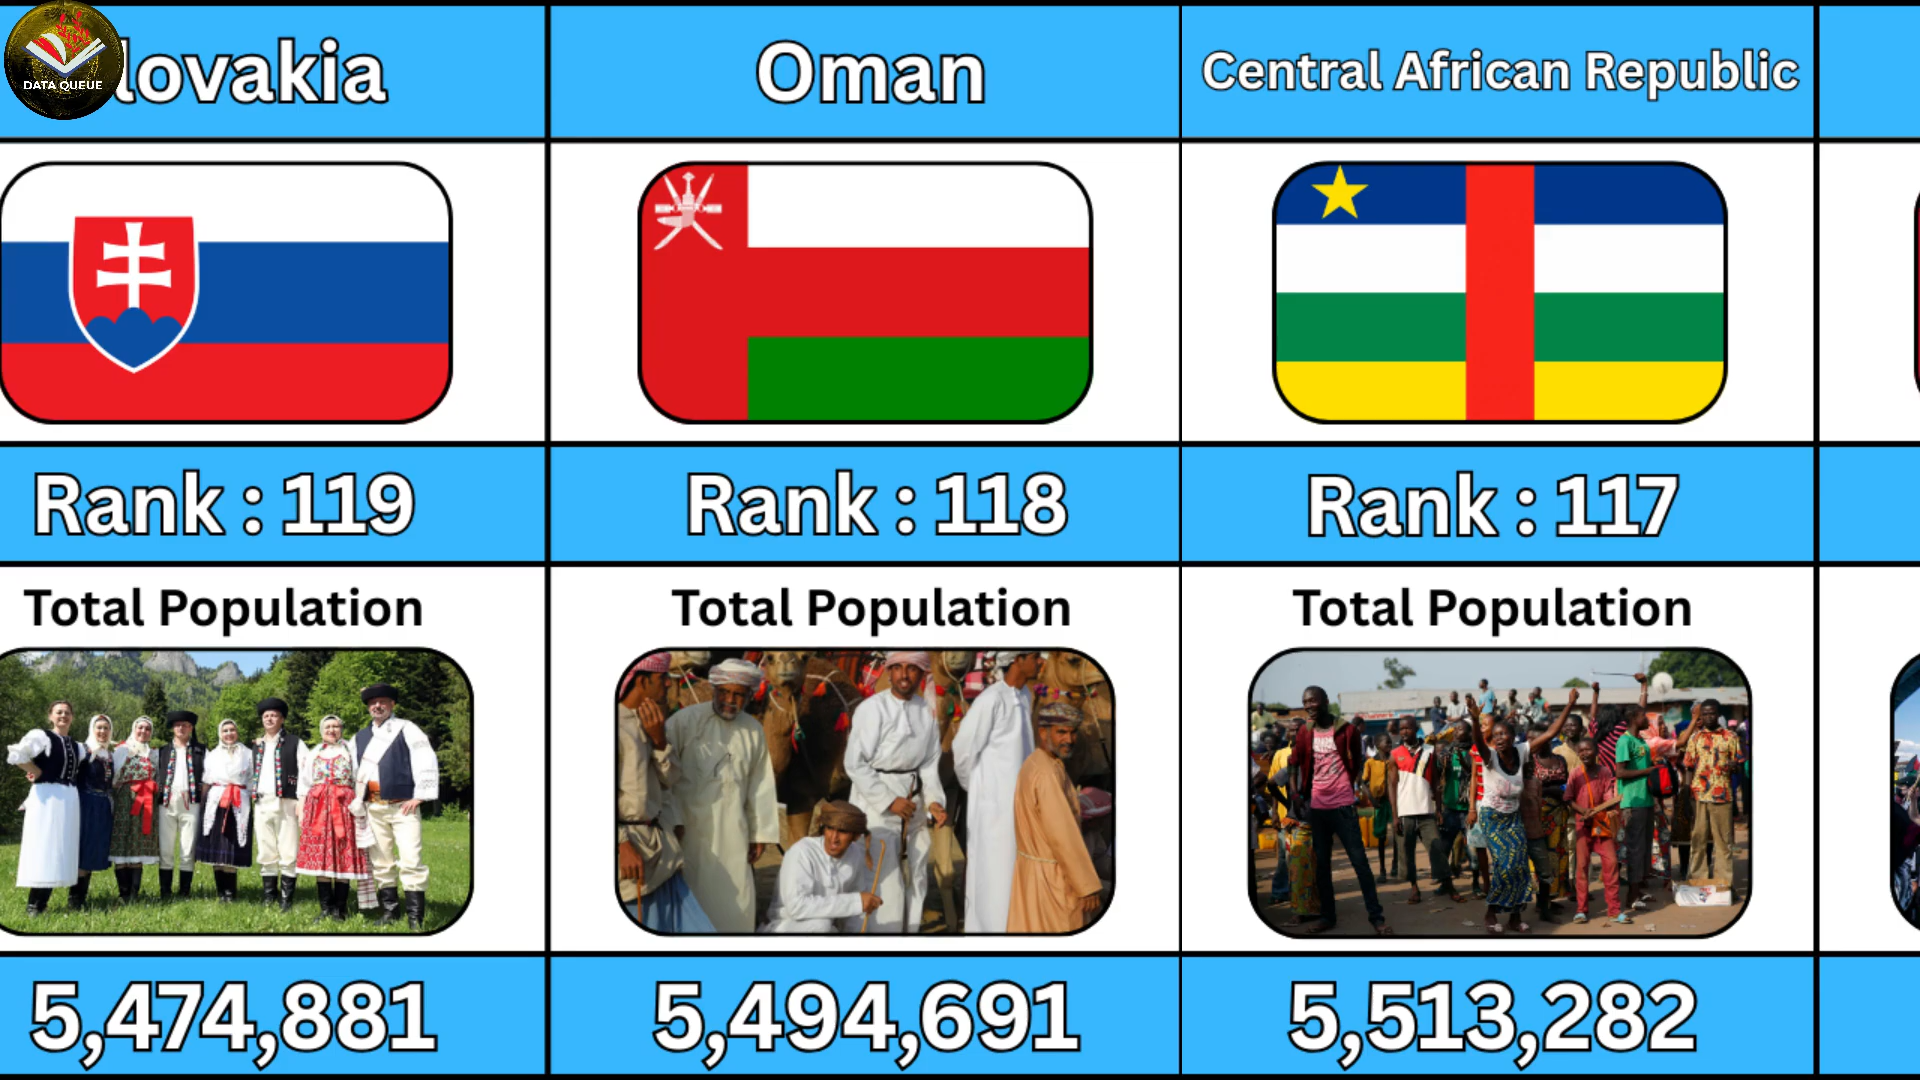 DATA QUEUE
lovakia
Oman
Central African Republic
Rank : 119
Rank : 118
Rank : 117
Total Population
Total Population
Total Population
5,474,881
5,494,691
5,513,282